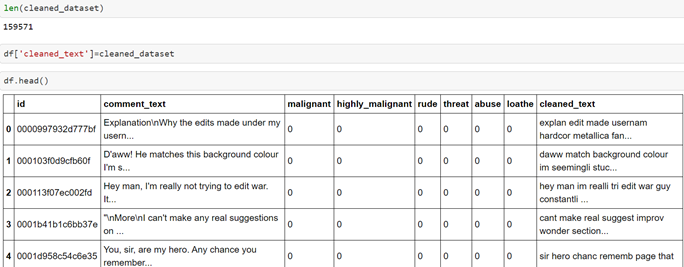 len(cleaned_dataset)
159571
df['cleaned_text']=cleaned_dataset
df.head()
id comment_text malignant highly_malignant rude threat abuse loathe cleaned_text
0 0000997932d777bf Explanation\nWhy the edits made under my usern... 0 0 0 0 0 0 explan edit made usernam hardcor metallica fan...
1 000103f0d9cfb60f D'aww! He matches this background colour I'm s... 0 0 0 0 0 0 daww match background colour im seemingli stuc...
2 000113f07ec002fd Hey man, I'm really not trying to edit war. It... 0 0 0 0 0 0 hey man im realli tri edit war guy constantli ...
3 0001b41b1c6bb37e "\nMore\nI can't make any real suggestions on ... 0 0 0 0 0 0 cant make real suggest improv wonder section...
4 0001d958c54c6e35 You, sir, are my hero. Any chance you remember... 0 0 0 0 0 0 sir hero chanc rememb page that